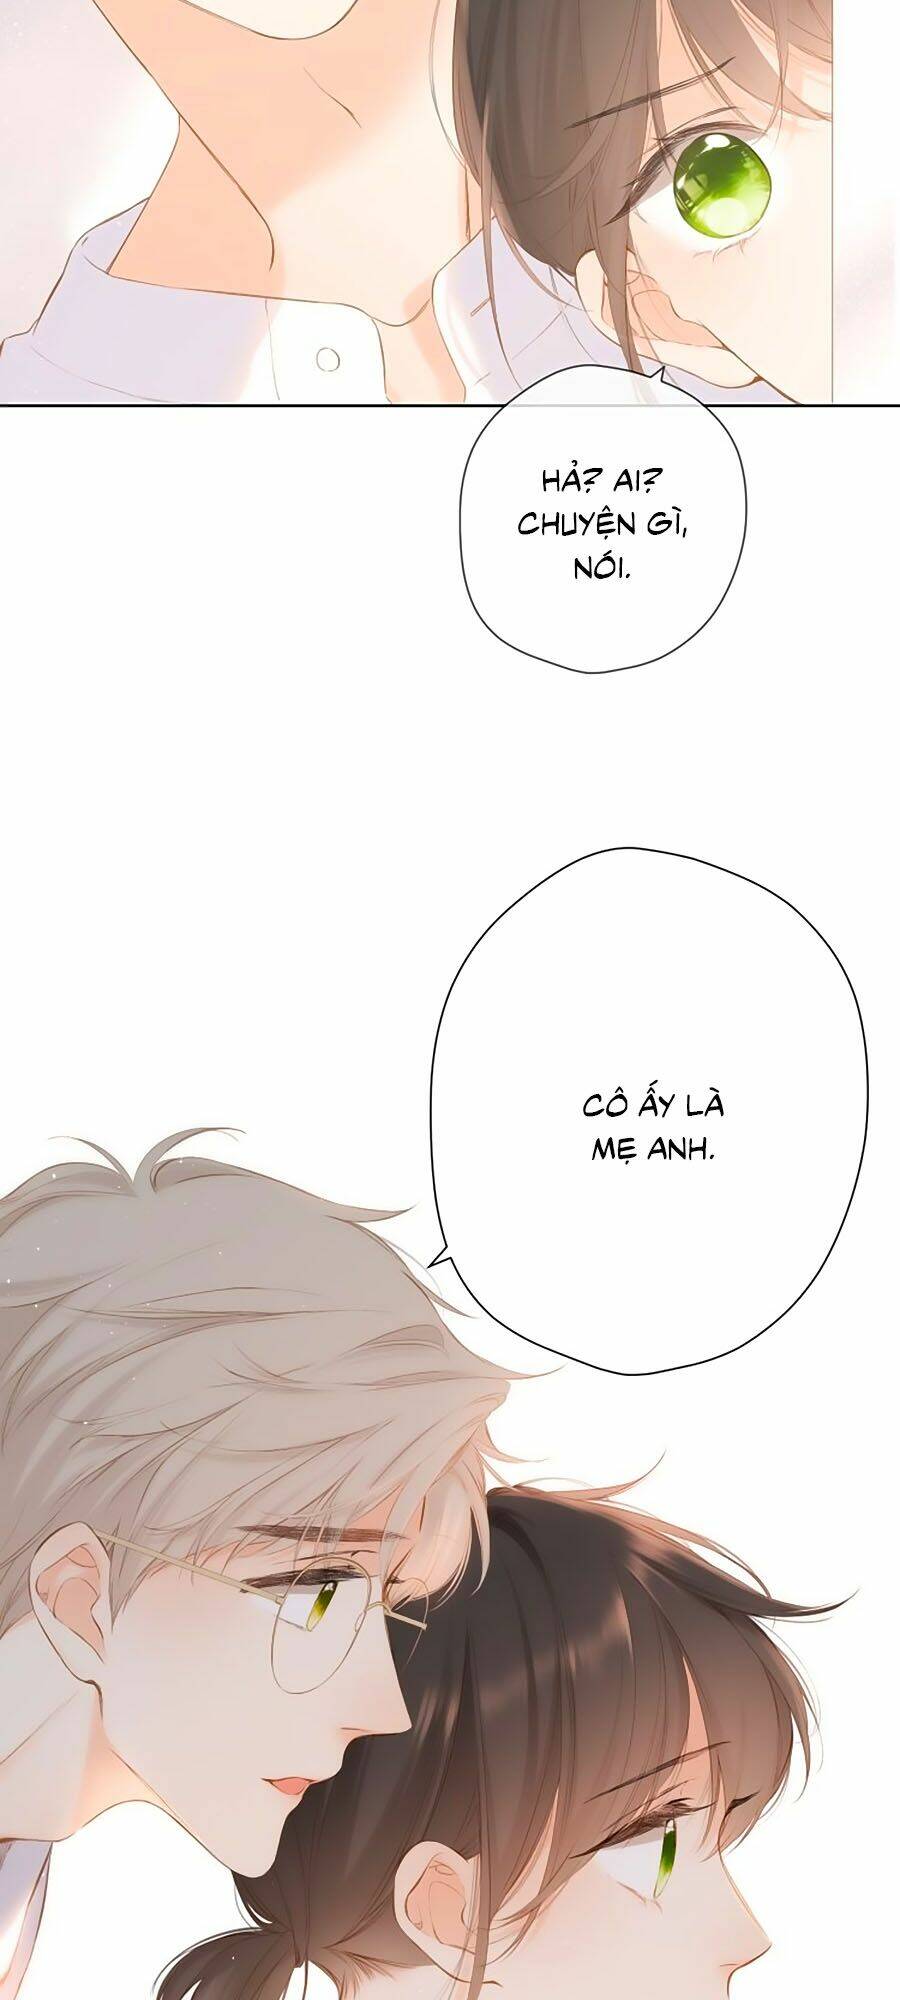 HẢ? AI?
CHUYỆN GÌ,
NÓI.
CÔ ẤY LÀ
MẸ ANH.